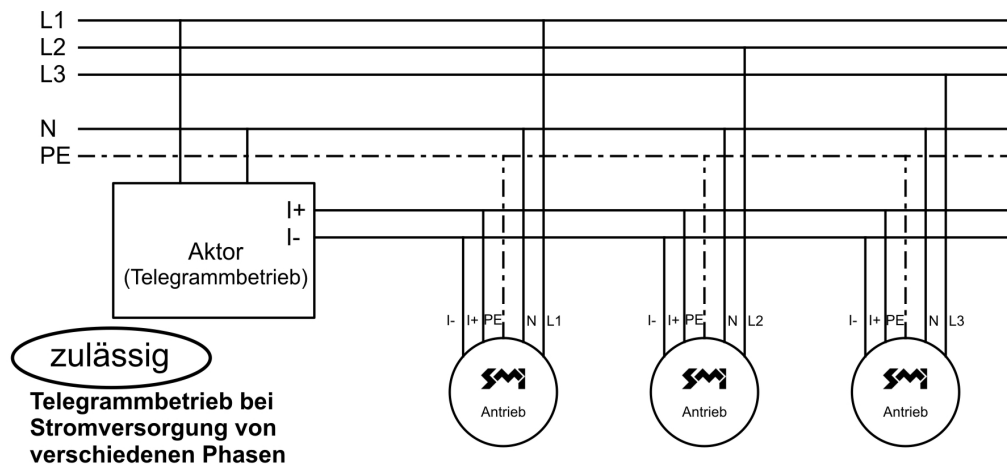 L1
L2
L3
N
PE
I+
I-
Aktor
(Telegrammbetrieb)
I- I+ PE N L1
I- I+ PE N L2
I- I+ PE N L3
SMI
Antrieb
SMI
Antrieb
SMI
Antrieb
zulässig
Telegrammbetrieb bei
Stromversorgung von
verschiedenen Phasen